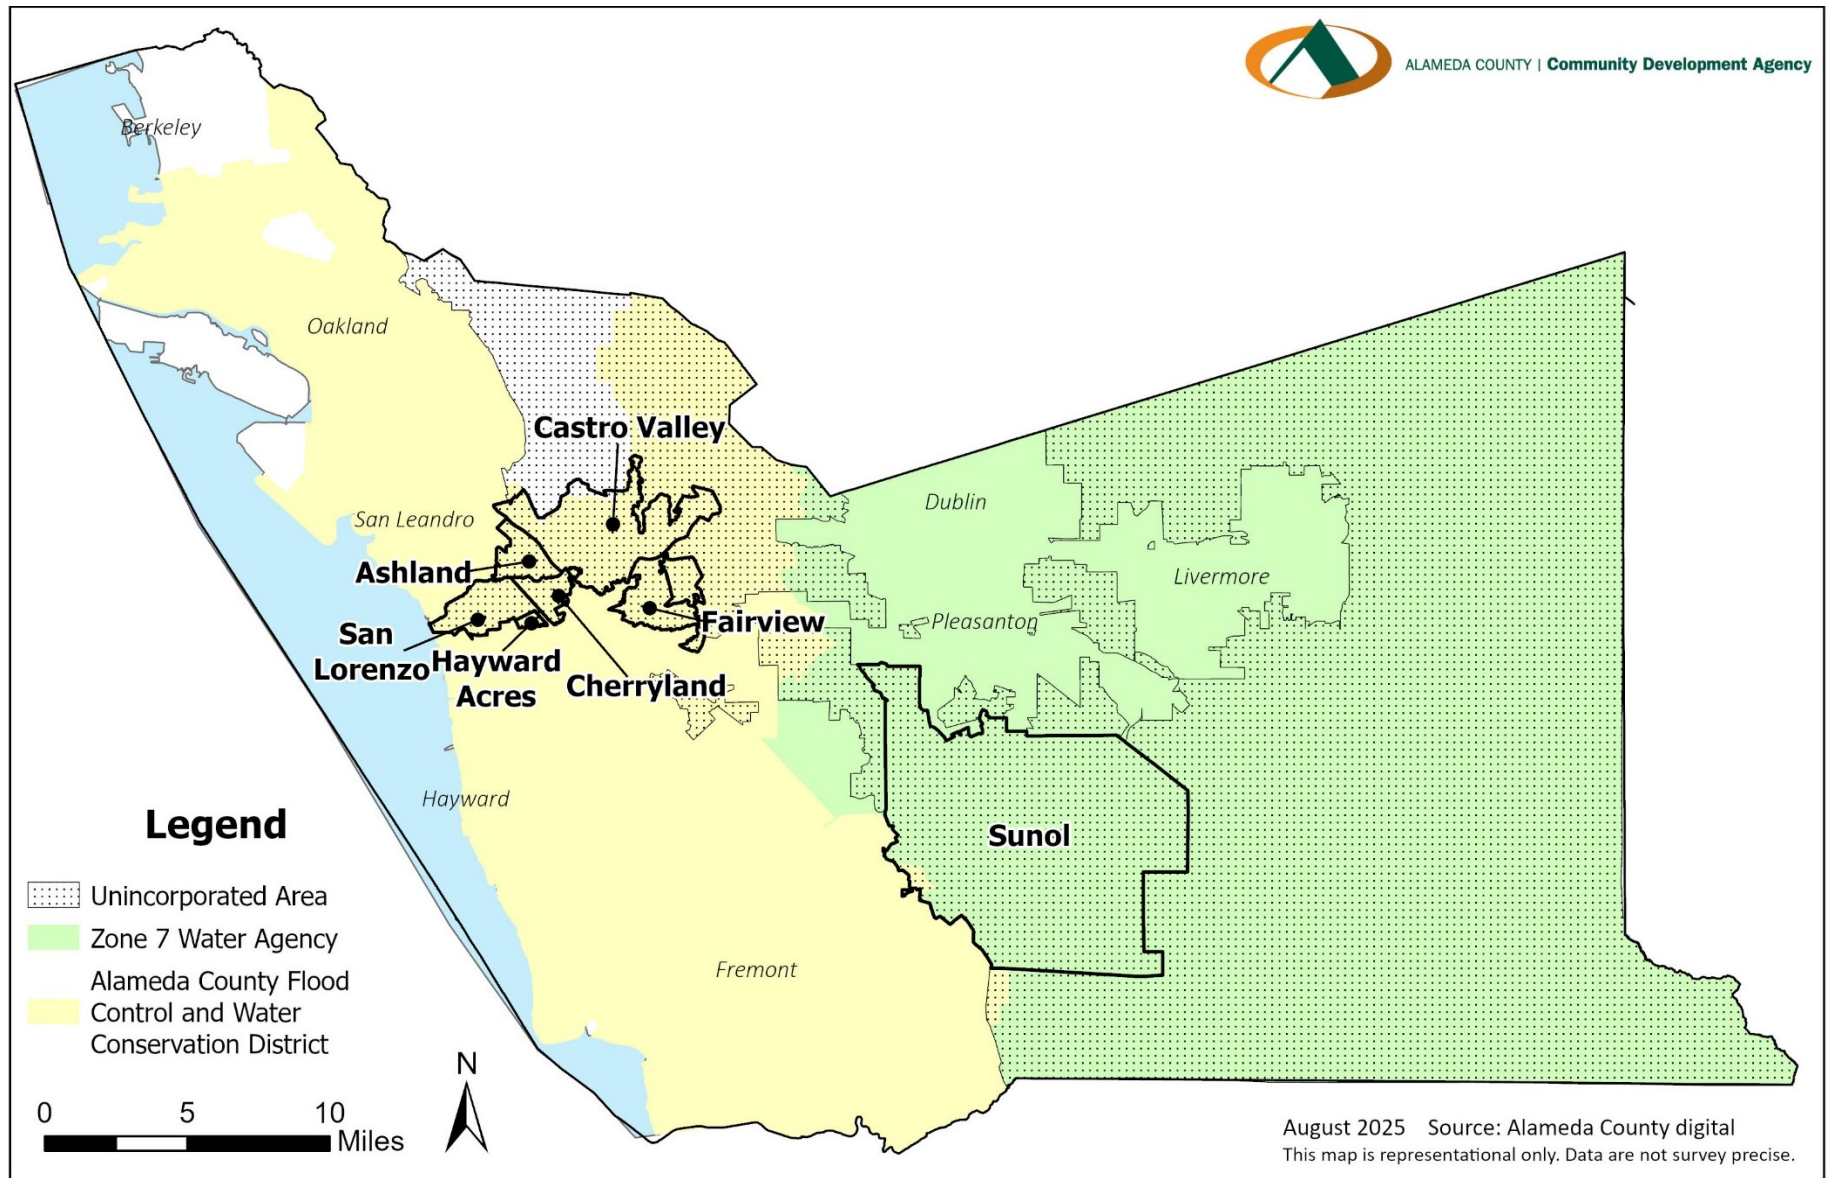 ALAMEDA COUNTY | Community Development Agency
Berkeley
Oakland
Castro Valley
San Leandro
Dublin
Ashland
Livermore
San
Lorenzo
Fairview
Pleasanton
Hayward
Acres
Cherryland
Hayward
Sunol
Fremont
Legend
Unincorporated Area
Zone 7 Water Agency
Alameda County Flood
Control and Water
Conservation District
N
0 5 10
Miles
August 2025 Source: Alameda County digital
This map is representational only. Data are not survey precise.